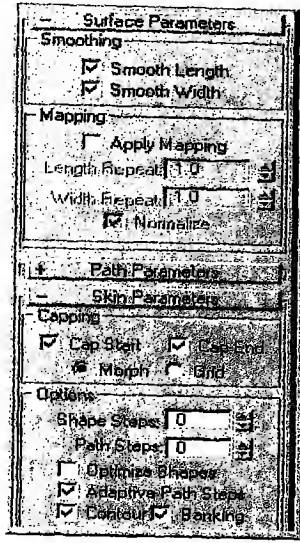 - Surface Parameters
Smoothing
Smooth Length
Smooth Width
Mapping
Apply Mapping
Length Repeat: 1.0
Width Repeat: 1.0
Normalize
+ Path Parameters
- Skin Parameters
Capping
Cap Start Cap End
Morph Grid
Options
Shape Steps: 0
Path Steps: 0
Optimize Shapes
Adaptive Path Steps
Contour Banking